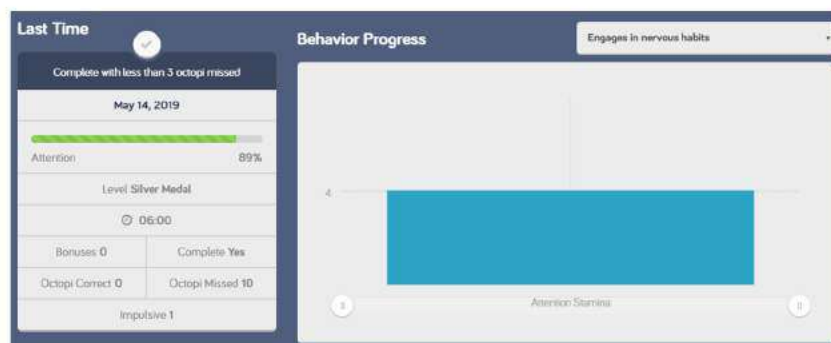 Last Time
Complete with less than 3 octopi missed
May 14, 2019
Attention 89%
Level Silver Medal
06:00
Bonuses 0 Complete Yes
Octopi Correct 0 Octopi Missed 10
Impulsive 1
Behavior Progress
Engages in nervous habits
4
Attention Stamina